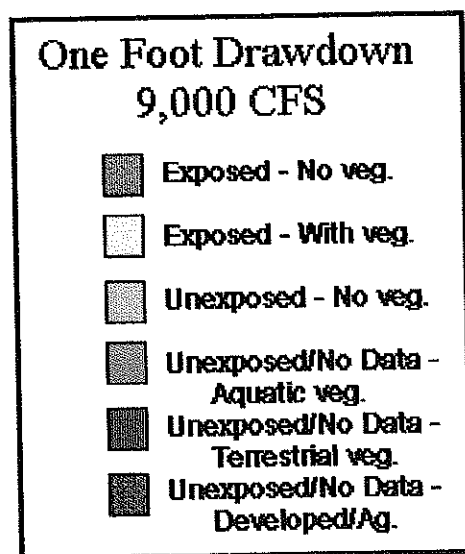 One Foot Drawdown
9,000 CFS
Exposed - No veg.
Exposed - With veg.
Unexposed - No veg.
Unexposed/No Data -
Aquatic veg.
Unexposed/No Data -
Terrestrial veg.
Unexposed/No Data -
Developed/Ag.